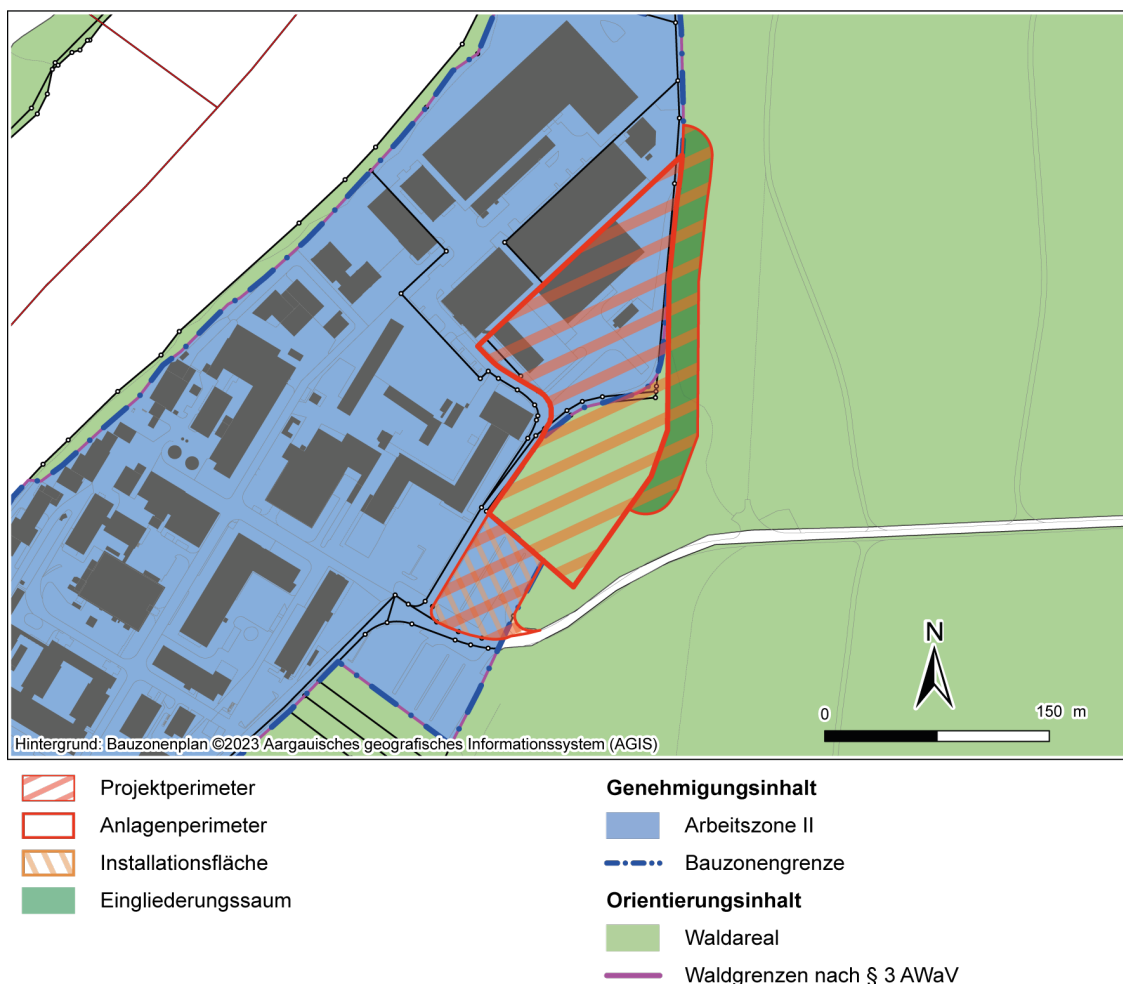 N
0 150 m
Hintergrund: Bauzonenplan ©2023 Aargauisches geografisches Informationssystem (AGIS)
Projektperimeter
Anlagenperimeter
Installationsfläche
Eingliederungssaum
Genehmigungsinhalt
Arbeitszone II
Bauzonengrenze
Orientierungsinhalt
Waldareal
Waldgrenzen nach § 3 AWaV